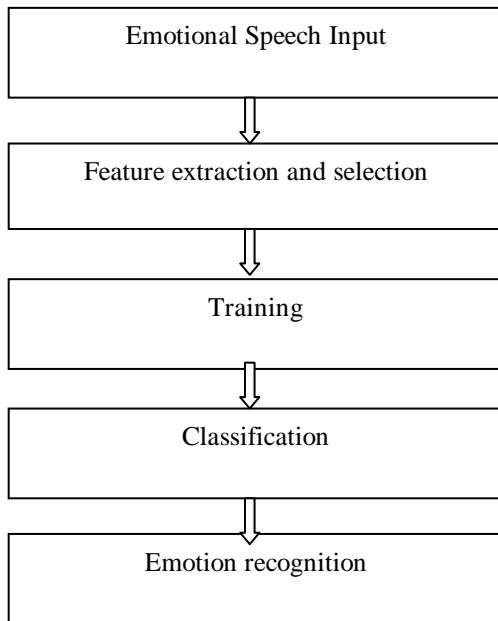 Emotional Speech Input
Feature extraction and selection
Training
Classification
Emotion recognition